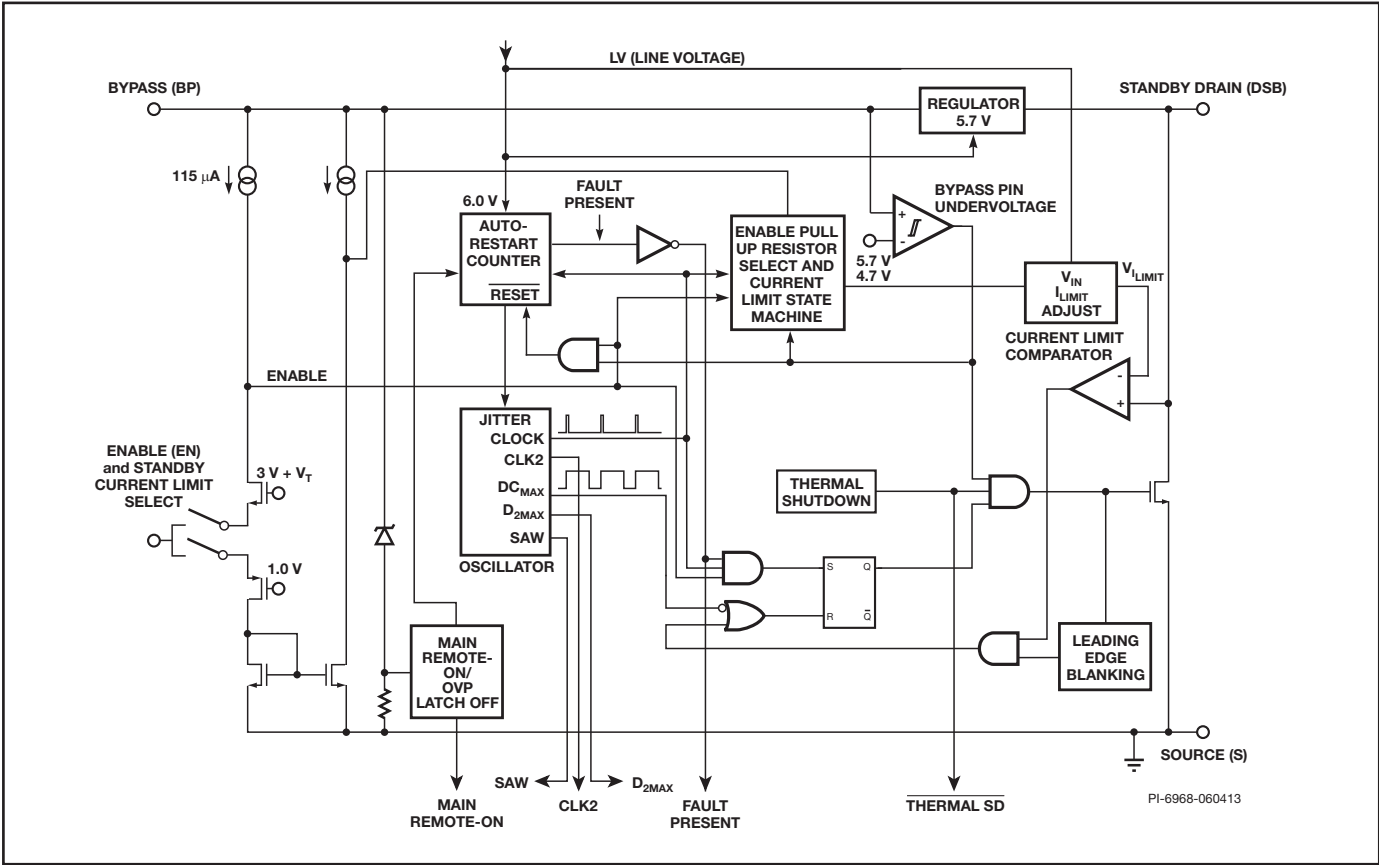 LV (LINE VOLTAGE)
BYPASS (BP)
STANDBY DRAIN (DSB)
REGULATOR
5.7 V
115 µA
6.0 V
FAULT
PRESENT
BYPASS PIN
UNDERVOLTAGE
AUTO-
RESTART
COUNTER
RESET
ENABLE PULL
UP RESISTOR
SELECT AND
CURRENT
LIMIT STATE
MACHINE
+
-
5.7 V
4.7 V
VILIMIT
VIN
ILIMIT
ADJUST
CURRENT LIMIT
COMPARATOR
-
+
ENABLE
JITTER
CLOCK
CLK2
DCMAX
D2MAX
SAW
OSCILLATOR
ENABLE (EN)
and STANDBY
CURRENT LIMIT
SELECT
3 V + VT
1.0 V
THERMAL
SHUTDOWN
S
Q
R
Q̅
MAIN
REMOTE-
ON/
OVP
LATCH OFF
LEADING
EDGE
BLANKING
SOURCE (S)
SAW
D2MAX
MAIN
REMOTE-ON
CLK2
FAULT
PRESENT
THERMAL SD
PI-6968-060413